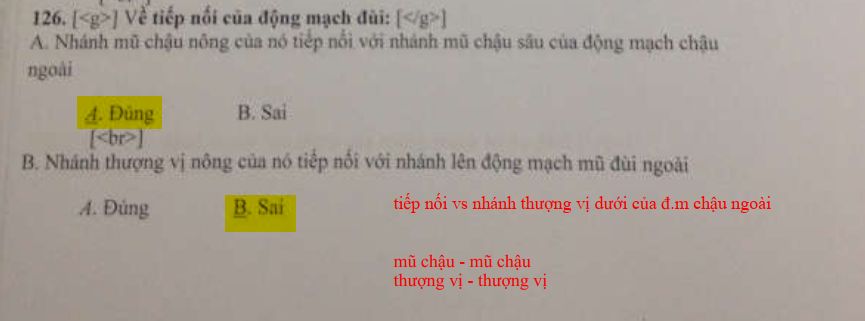 126. [<g>] Về tiếp nối của động mạch đùi: [</g>]
A. Nhánh mũ chậu nông của nó tiếp nối với nhánh mũ chậu sâu của động mạch chậu
ngoài
A. Đúng B. Sai
[<br>]
B. Nhánh thượng vị nông của nó tiếp nối với nhánh lên động mạch mũ đùi ngoài
A. Đúng B. Sai tiếp nối vs nhánh thượng vị dưới của đ.m chậu ngoài
mũ chậu - mũ chậu
thượng vị - thượng vị